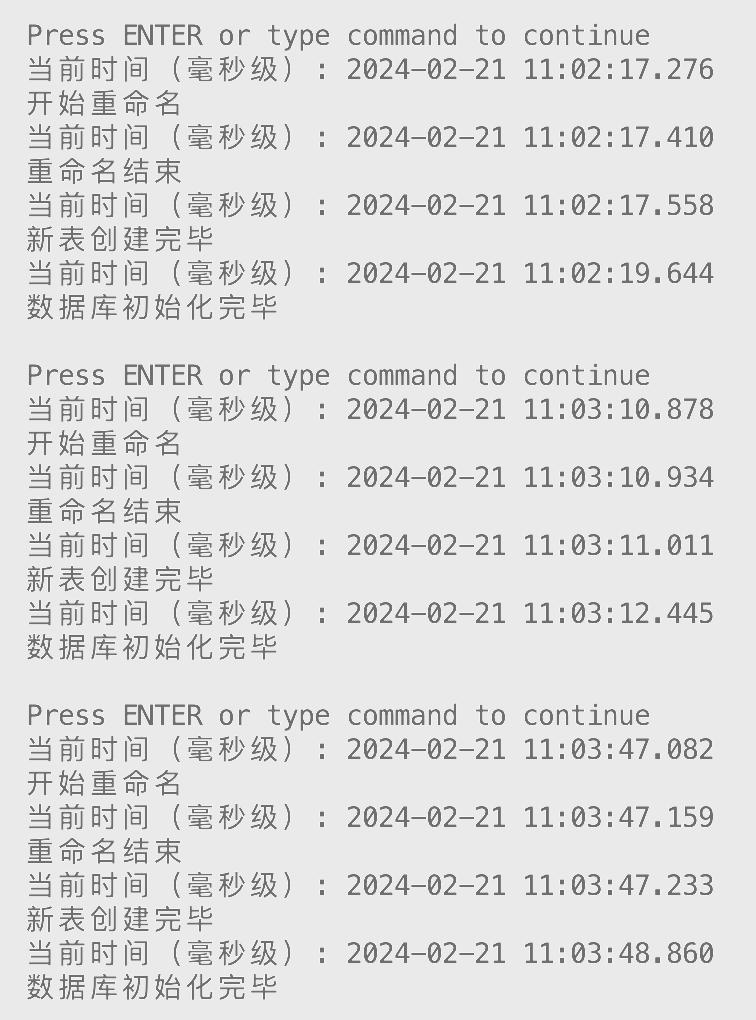 Press ENTER or type command to continue
当前时间（毫秒级）: 2024-02-21 11:02:17.276
开始重命名
当前时间（毫秒级）: 2024-02-21 11:02:17.410
重命名结束
当前时间（毫秒级）: 2024-02-21 11:02:17.558
新表创建完毕
当前时间（毫秒级）: 2024-02-21 11:02:19.644
数据库初始化完毕
Press ENTER or type command to continue
当前时间（毫秒级）: 2024-02-21 11:03:10.878
开始重命名
当前时间（毫秒级）: 2024-02-21 11:03:10.934
重命名结束
当前时间（毫秒级）: 2024-02-21 11:03:11.011
新表创建完毕
当前时间（毫秒级）: 2024-02-21 11:03:12.445
数据库初始化完毕
Press ENTER or type command to continue
当前时间（毫秒级）: 2024-02-21 11:03:47.082
开始重命名
当前时间（毫秒级）: 2024-02-21 11:03:47.159
重命名结束
当前时间（毫秒级）: 2024-02-21 11:03:47.233
新表创建完毕
当前时间（毫秒级）: 2024-02-21 11:03:48.860
数据库初始化完毕